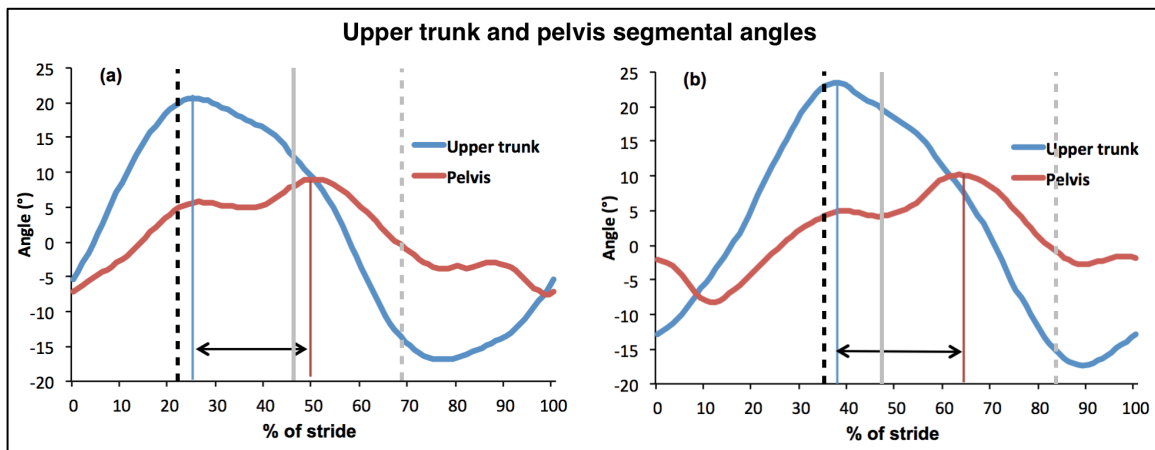 Upper trunk and pelvis segmental angles
(a)
25
20
15
10
5
0
-5
-10
-15
-20
Angle (°)
Upper trunk
Pelvis
0 10 20 30 40 50 60 70 80 90 100
% of stride
(b)
25
20
15
10
5
0
-5
-10
-15
-20
Angle (°)
Upper trunk
Pelvis
0 10 20 30 40 50 60 70 80 90 100
% of stride